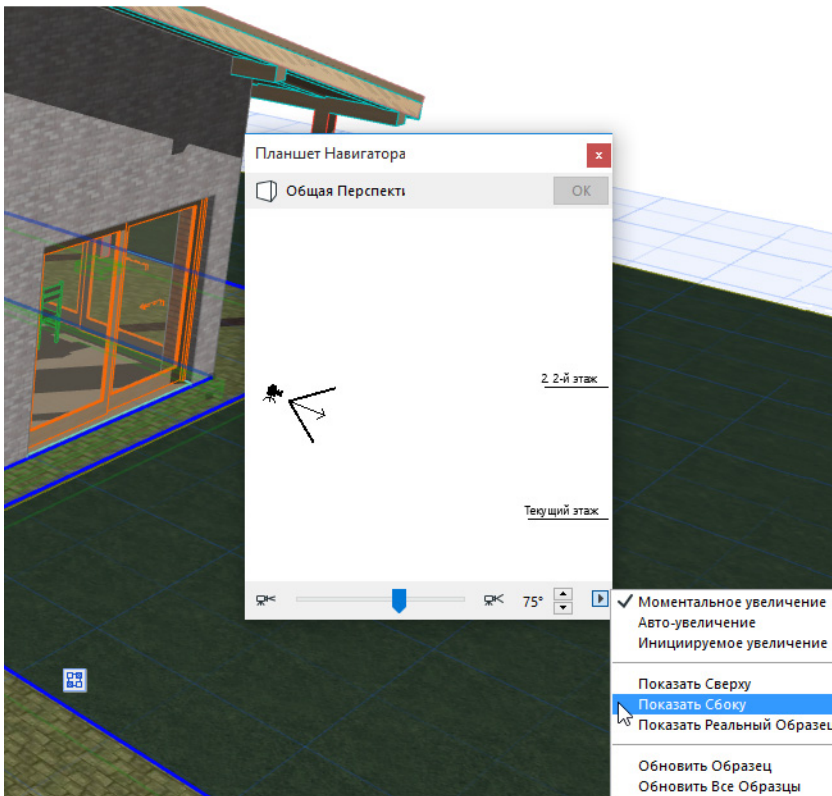 Планшет Навигатора
Общая Перспекти
OK
2. 2-й этаж
Текущий этаж
75°
Моментальное увеличение
Авто-увеличение
Инициируемое увеличение
Показать Сверху
Показать Сбоку
Показать Реальный Образец
Обновить Образец
Обновить Все Образцы